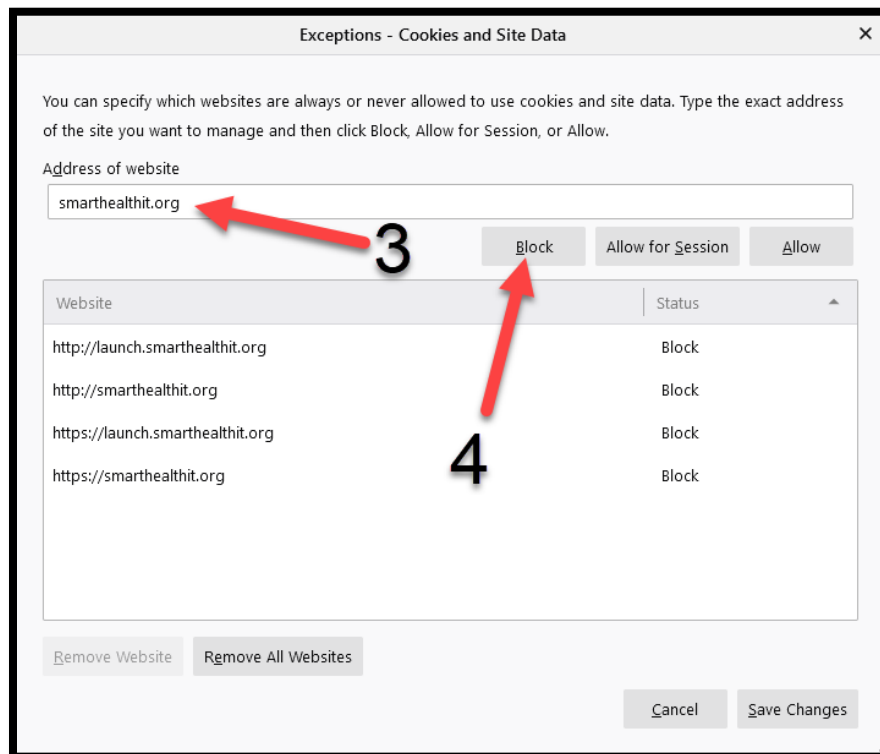 Exceptions - Cookies and Site Data
You can specify which websites are always or never allowed to use cookies and site data. Type the exact address
of the site you want to manage and then click Block, Allow for Session, or Allow.
Address of website
smarthealthit.org
3
Block Allow for Session Allow
Website Status
http://launch.smarthealthit.org Block
http://smarthealthit.org Block
https://launch.smarthealthit.org Block
4
https://smarthealthit.org Block
Remove Website Remove All Websites
Cancel Save Changes